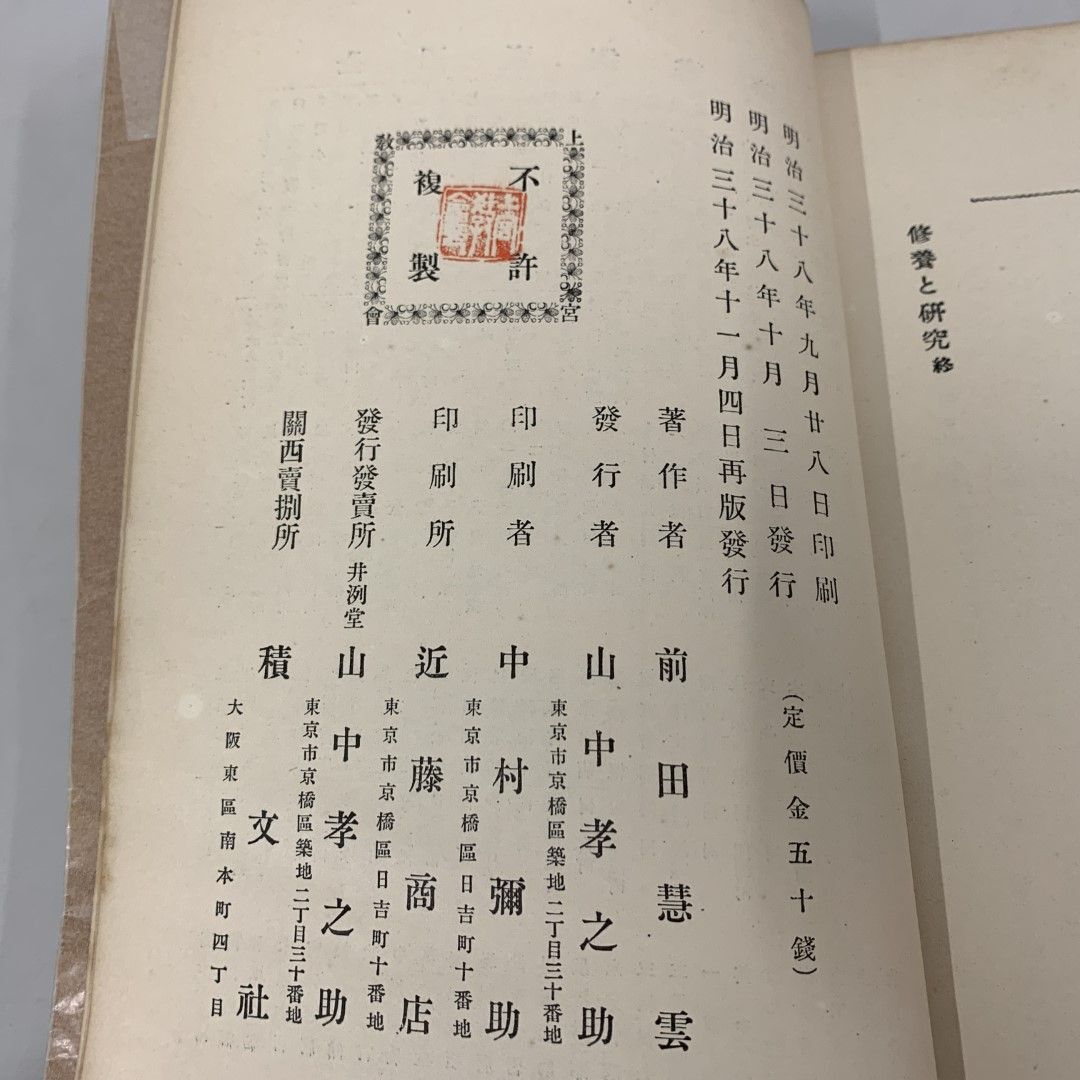 修養と硏究 終
明治三十八年九月廿八日印刷
明治三十八年十月三日發行
明治三十八年十一月四日再版發行
(定價金五十錢)
上宮敎會
不許
複製
著作者 前田慧雲
東京市京橋區築地二丁目三十番地
發行者 山中孝之助
東京市京橋區日吉町十番地
印刷者 中村彌助
東京市京橋區日吉町十番地
印刷所 近藤商店
東京市京橋區築地二丁目三十番地
發行發賣所 井冽堂 山中孝之助
大阪東區南本町四丁目
關西賣捌所 積文社